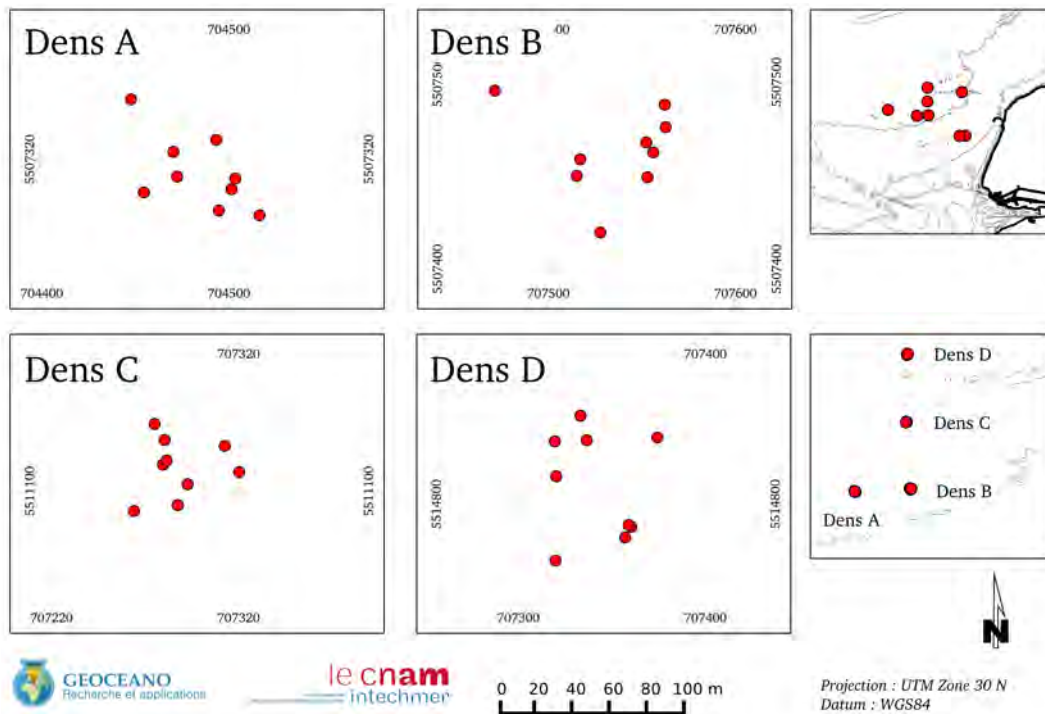 Dens A
704500
5507320
5507320
704400
704500
Dens B
00
707600
5507500
5507500
5507400
5507400
707500
707600
Dens C
707320
5511100
5511100
707220
707320
Dens D
707400
5514800
5514800
707300
707400
Dens D
Dens C
Dens B
Dens A
N
GEOCEANO
Recherche et applications
le cnam
intechmer
0 20 40 60 80 100 m
Projection : UTM Zone 30 N
Datum : WGS84